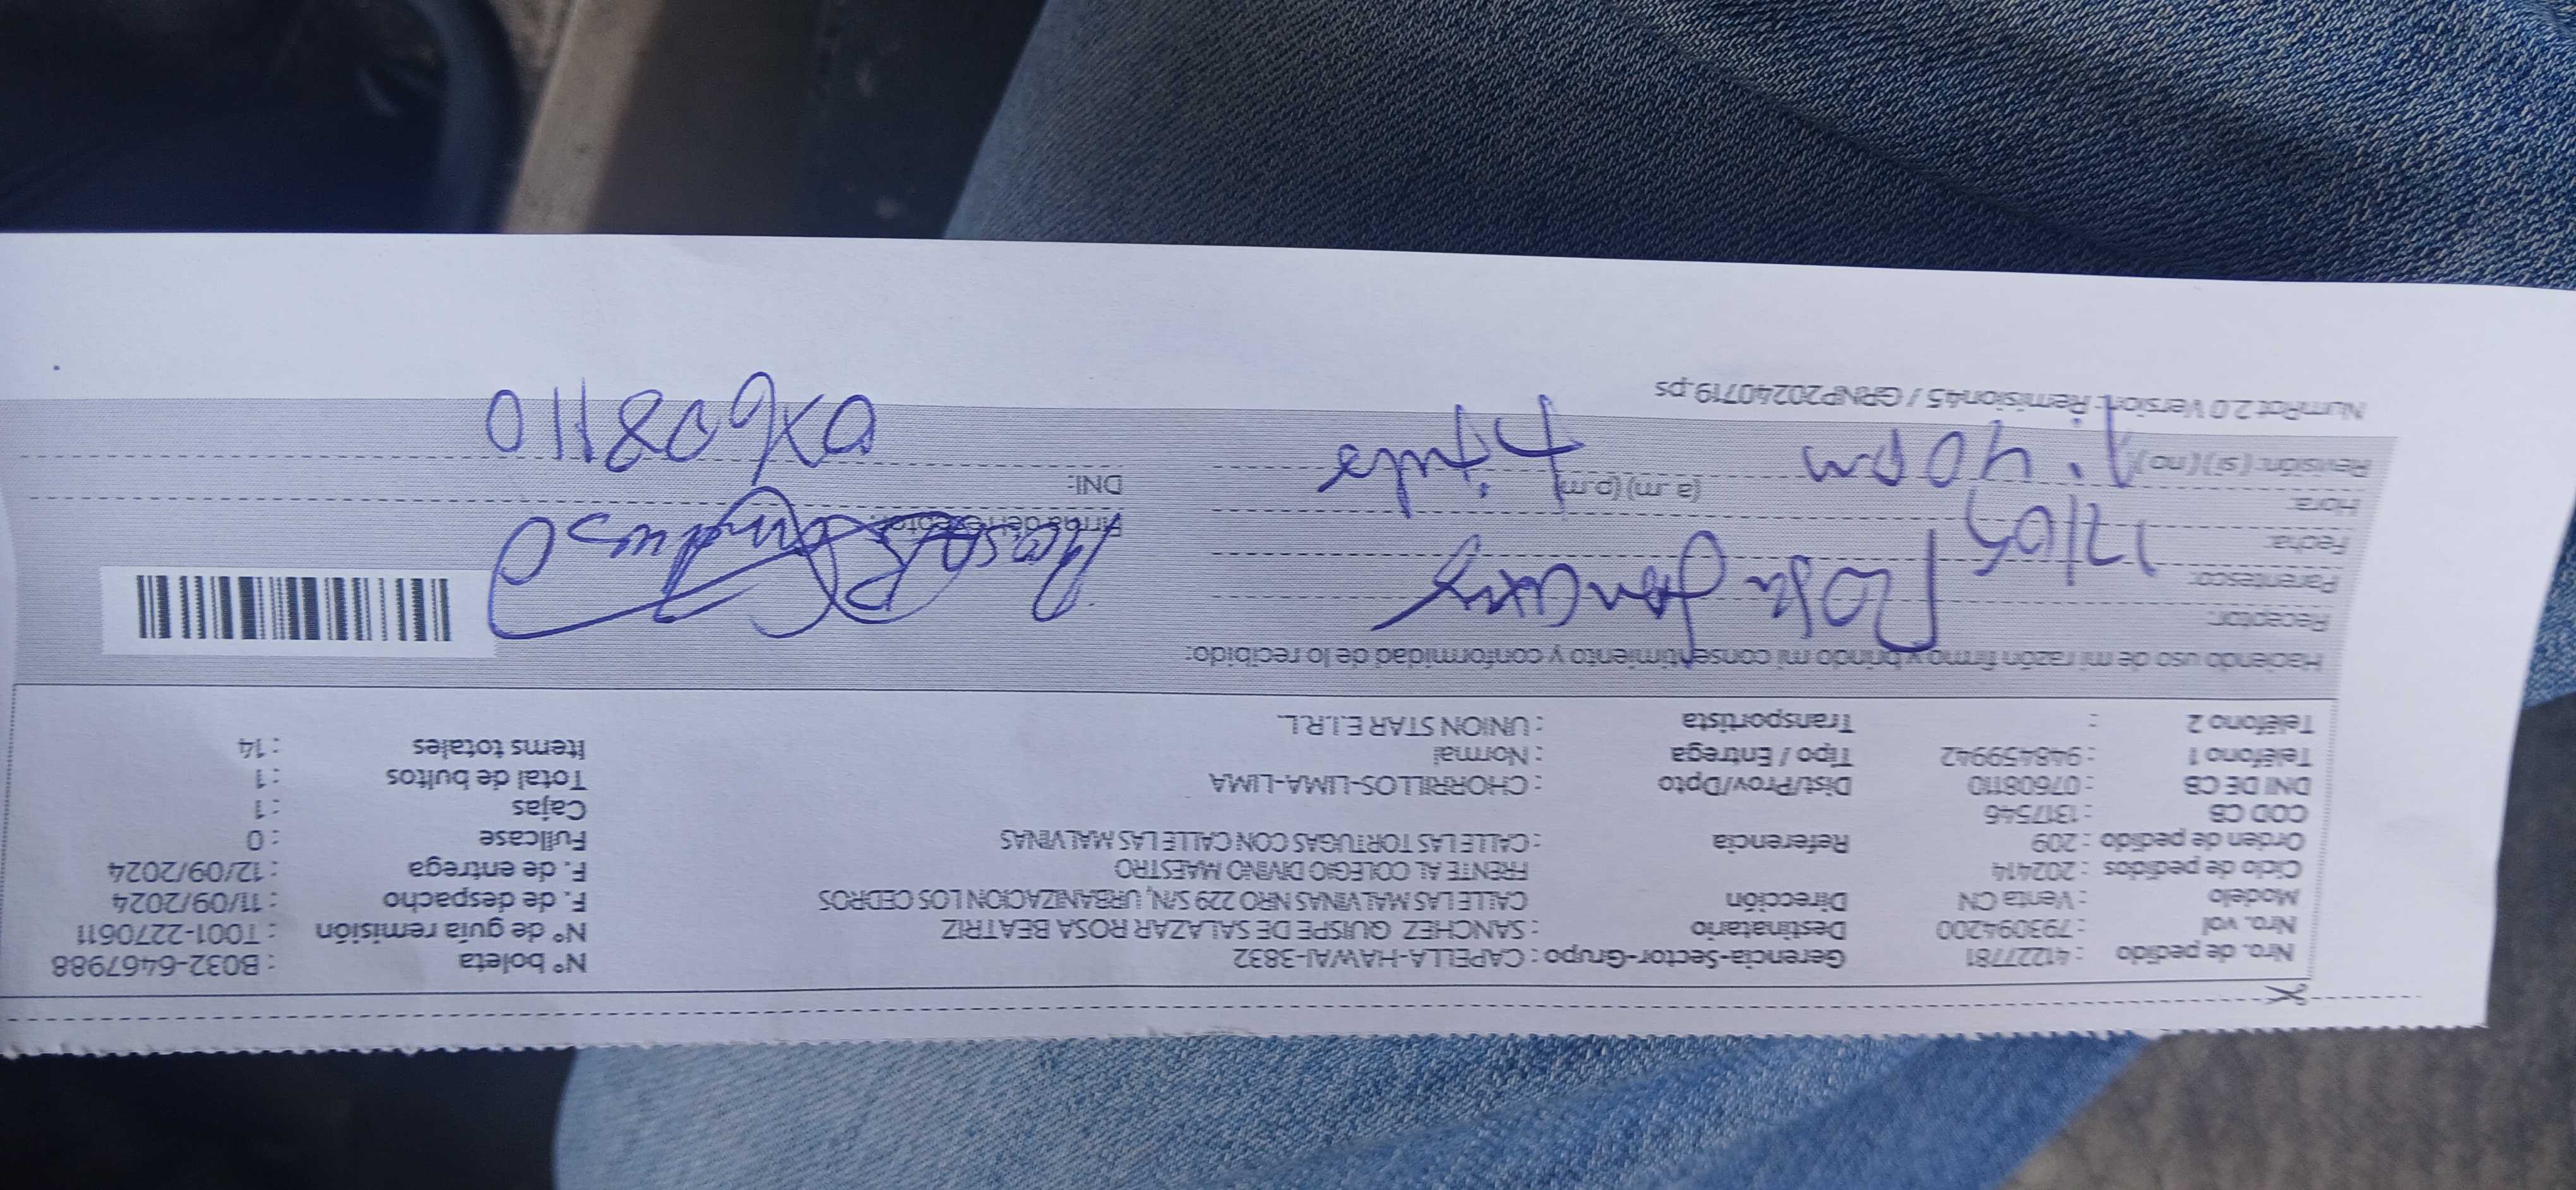 Nro. de pedido : 41227781 Gerencia-Sector-Grupo : CAPELLA-HAWAI-3832 N° boleta : B032-6467988
Nro. vol : 793094200 Destinatario : SANCHEZ QUISPE DE SALAZAR ROSA BEATRIZ N° de guía remisión : T001-2270611
Modelo : Venta CN Dirección CALLE LAS MALVINAS NRO 229 S/N, URBANIZACION LOS CEDROS F. de despacho : 11/09/2024
Ciclo de pedidos : 202414 FRENTE AL COLEGIO DIVINO MAESTRO F. de entrega : 12/09/2024
Orden de pedido : 209 Referencia : CALLE LAS TORTUGAS CON CALLE LAS MALVINAS Fullcase : 0
COD CB : 1317546 Cajas : 1
DNI DE CB : 07608110 Dist/Prov/Dpto : CHORRILLOS-LIMA-LIMA Total de bultos : 1
Teléfono 1 : 948459942 Tipo / Entrega : Normal Items totales : 14
Teléfono 2 : Transportista : UNION STAR E.I.R.L.
Haciendo uso de mi razón firmo y brindo mi consentimiento y conformidad de lo recibido:
Receptor: Rosa
Parentesco:
Fecha: 12/09 Firma del receptor:
Hora: (a .m) (p.m) DNI:
Revisión: (si) (no) 1:40 pm 07608110
NumRot 2.0 Version: Remision45 / GRNP20240719.ps